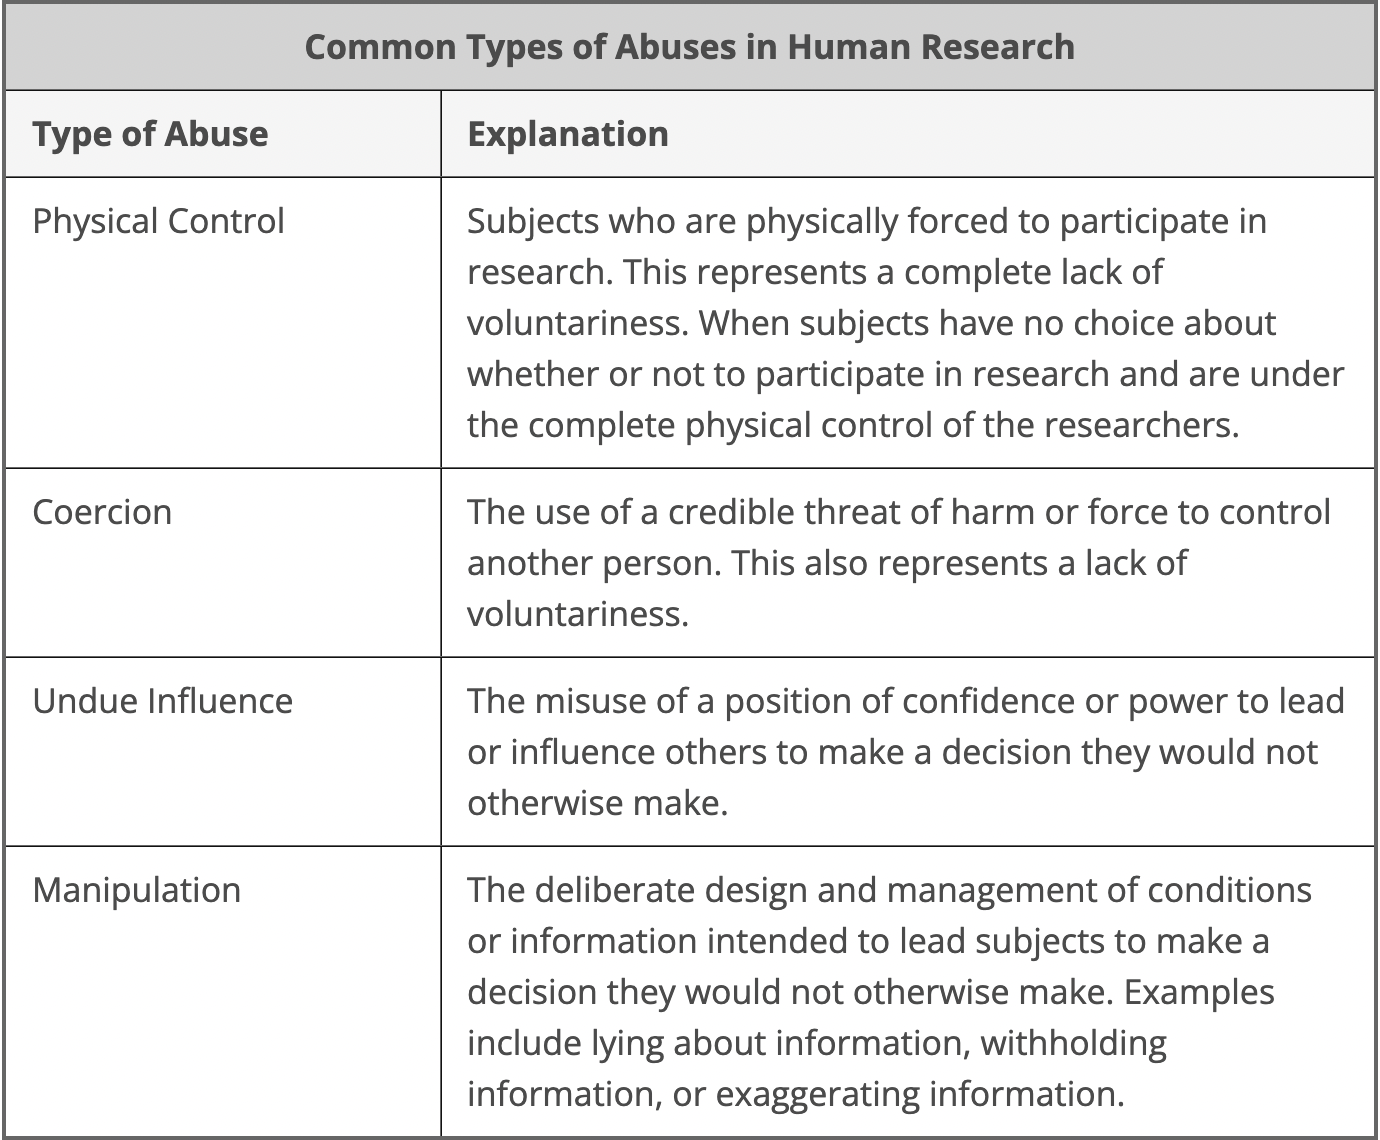 Common Types of Abuses in Human Research
Type of Abuse
Explanation
Physical Control
Subjects who are physically forced to participate in
research. This represents a complete lack of
voluntariness. When subjects have no choice about
whether or not to participate in research and are under
the complete physical control of the researchers.
Coercion
The use of a credible threat of harm or force to control
another person. This also represents a lack of
voluntariness.
Undue Influence
The misuse of a position of confidence or power to lead
or influence others to make a decision they would not
otherwise make.
Manipulation
The deliberate design and management of conditions
or information intended to lead subjects to make a
decision they would not otherwise make. Examples
include lying about information, withholding
information, or exaggerating information.